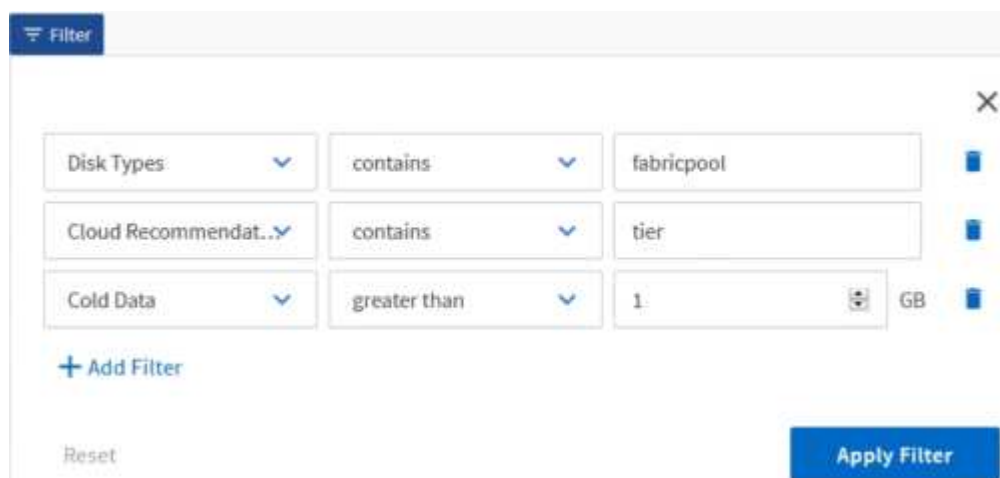 Filter
Disk Types contains fabricpool
Cloud Recommendat... contains tier
Cold Data greater than 1 GB
+ Add Filter
Reset Apply Filter